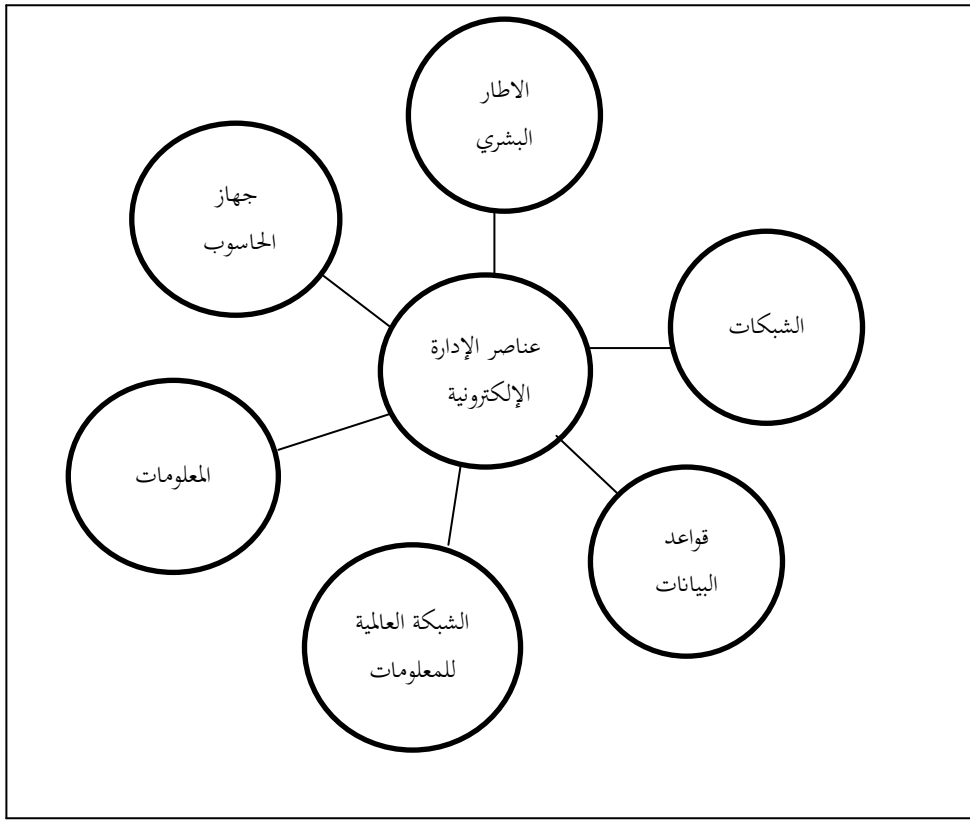 الاطار
البشري
جهاز
الحاسوب
الشبكات
عناصر الإدارة
الإلكترونية
المعلومات
قواعد
البيانات
الشبكة العالمية
للمعلومات